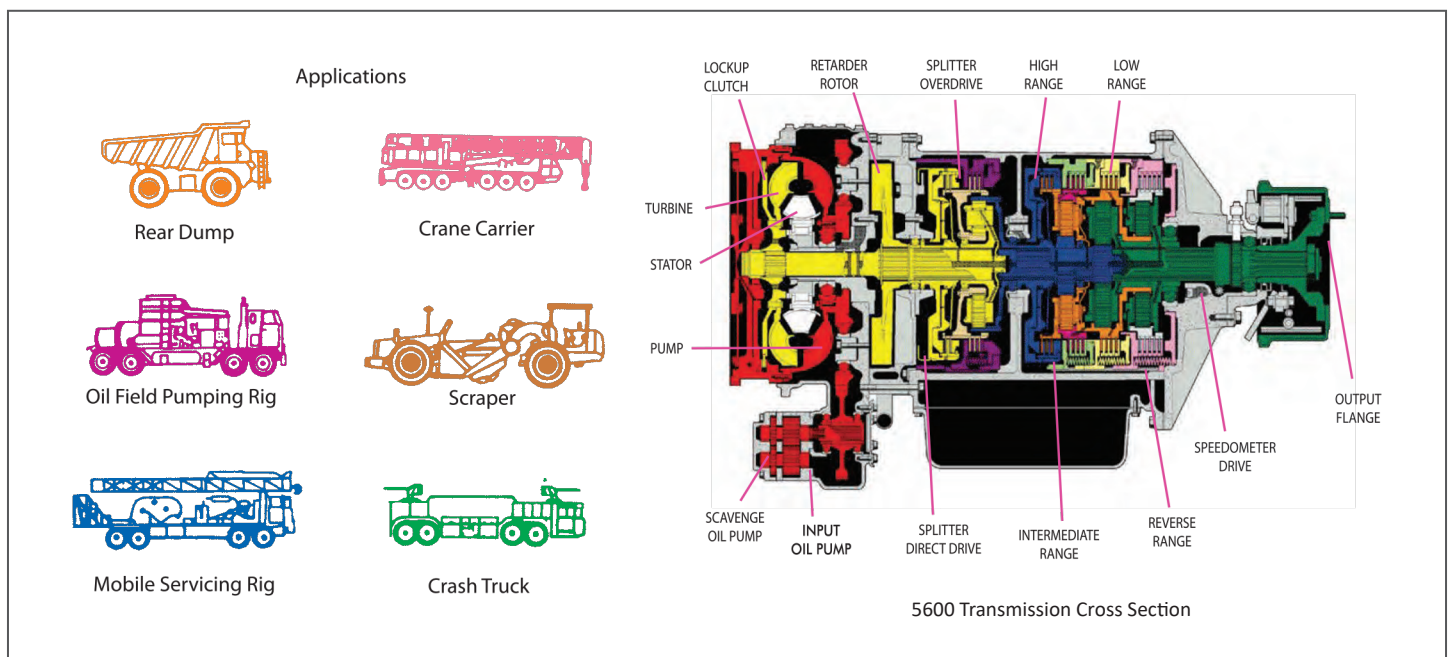 Applications
Rear Dump
Crane Carrier
Oil Field Pumping Rig
Scraper
Mobile Servicing Rig
Crash Truck
LOCKUP
CLUTCH
RETARDER
ROTOR
SPLITTER
OVERDRIVE
HIGH
RANGE
LOW
RANGE
TURBINE
STATOR
PUMP
OUTPUT
FLANGE
SPEEDOMETER
DRIVE
SCAVENGE
OIL PUMP
INPUT
OIL PUMP
SPLITTER
DIRECT DRIVE
INTERMEDIATE
RANGE
REVERSE
RANGE
5600 Transmission Cross Section